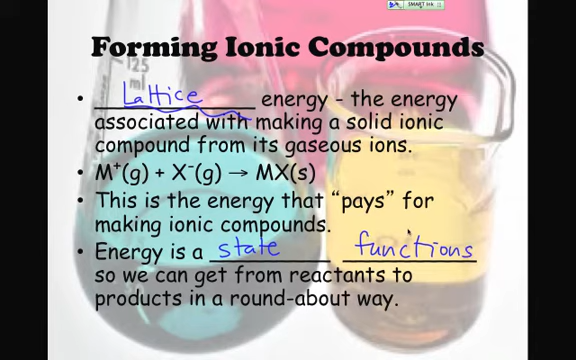 SMART Ink
Forming Ionic Compounds
• Lattice energy - the energy
associated with making a solid ionic
compound from its gaseous ions.
• M⁺(g) + X⁻(g) → MX(s)
• This is the energy that “pays” for
making ionic compounds.
• Energy is a state functions
so we can get from reactants to
products in a round-about way.